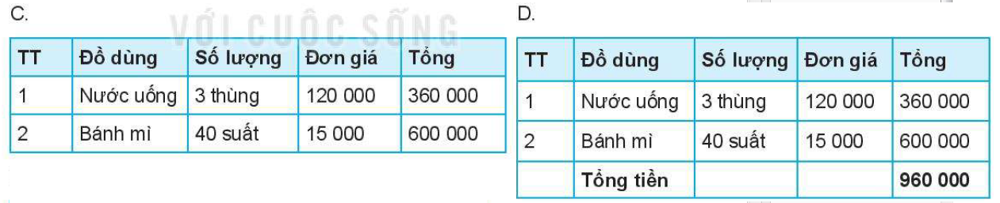 C.
VỚI CUỘC SỐNG
TT Đồ dùng Số lượng Đơn giá Tổng
1 Nước uống 3 thùng 120 000 360 000
2 Bánh mì 40 suất 15 000 600 000
D.
TT Đồ dùng Số lượng Đơn giá Tổng
1 Nước uống 3 thùng 120 000 360 000
2 Bánh mì 40 suất 15 000 600 000
Tổng tiền 960 000